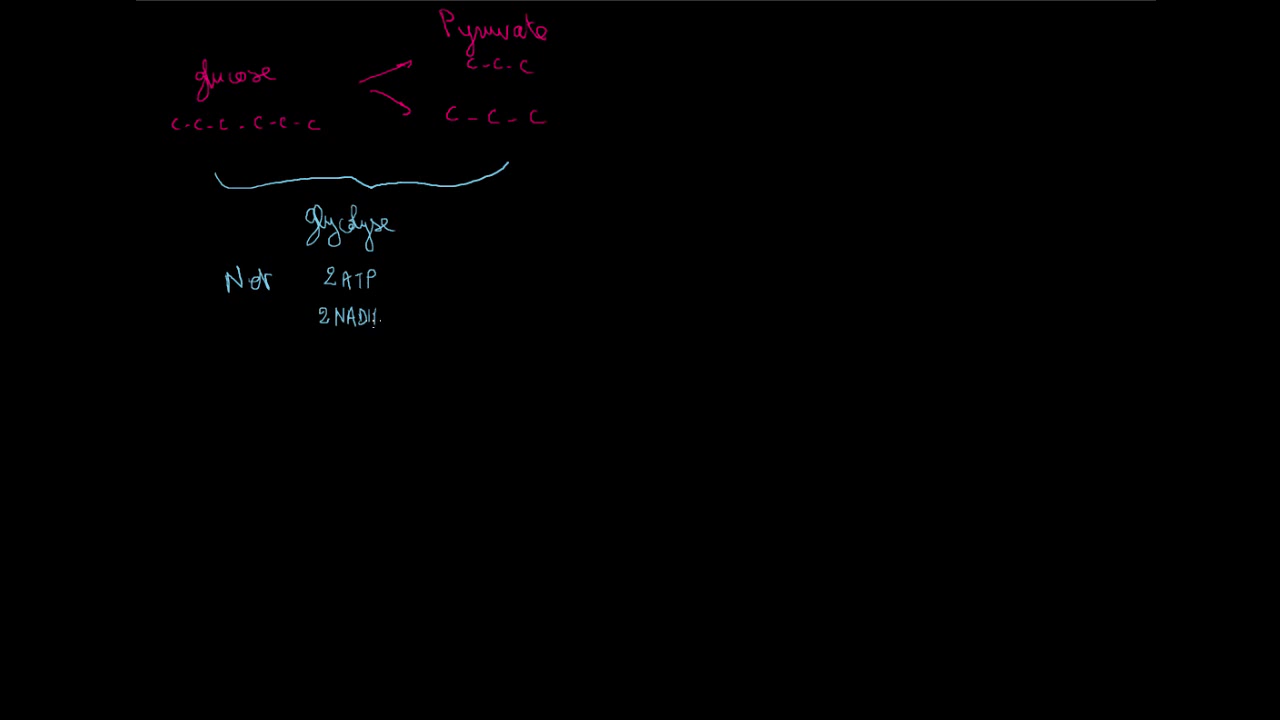 Pyruvate
glucose
C-C-C
C-C-C-C-C-C
C-C-C
glycolyse
Net 2ATP
2NADH